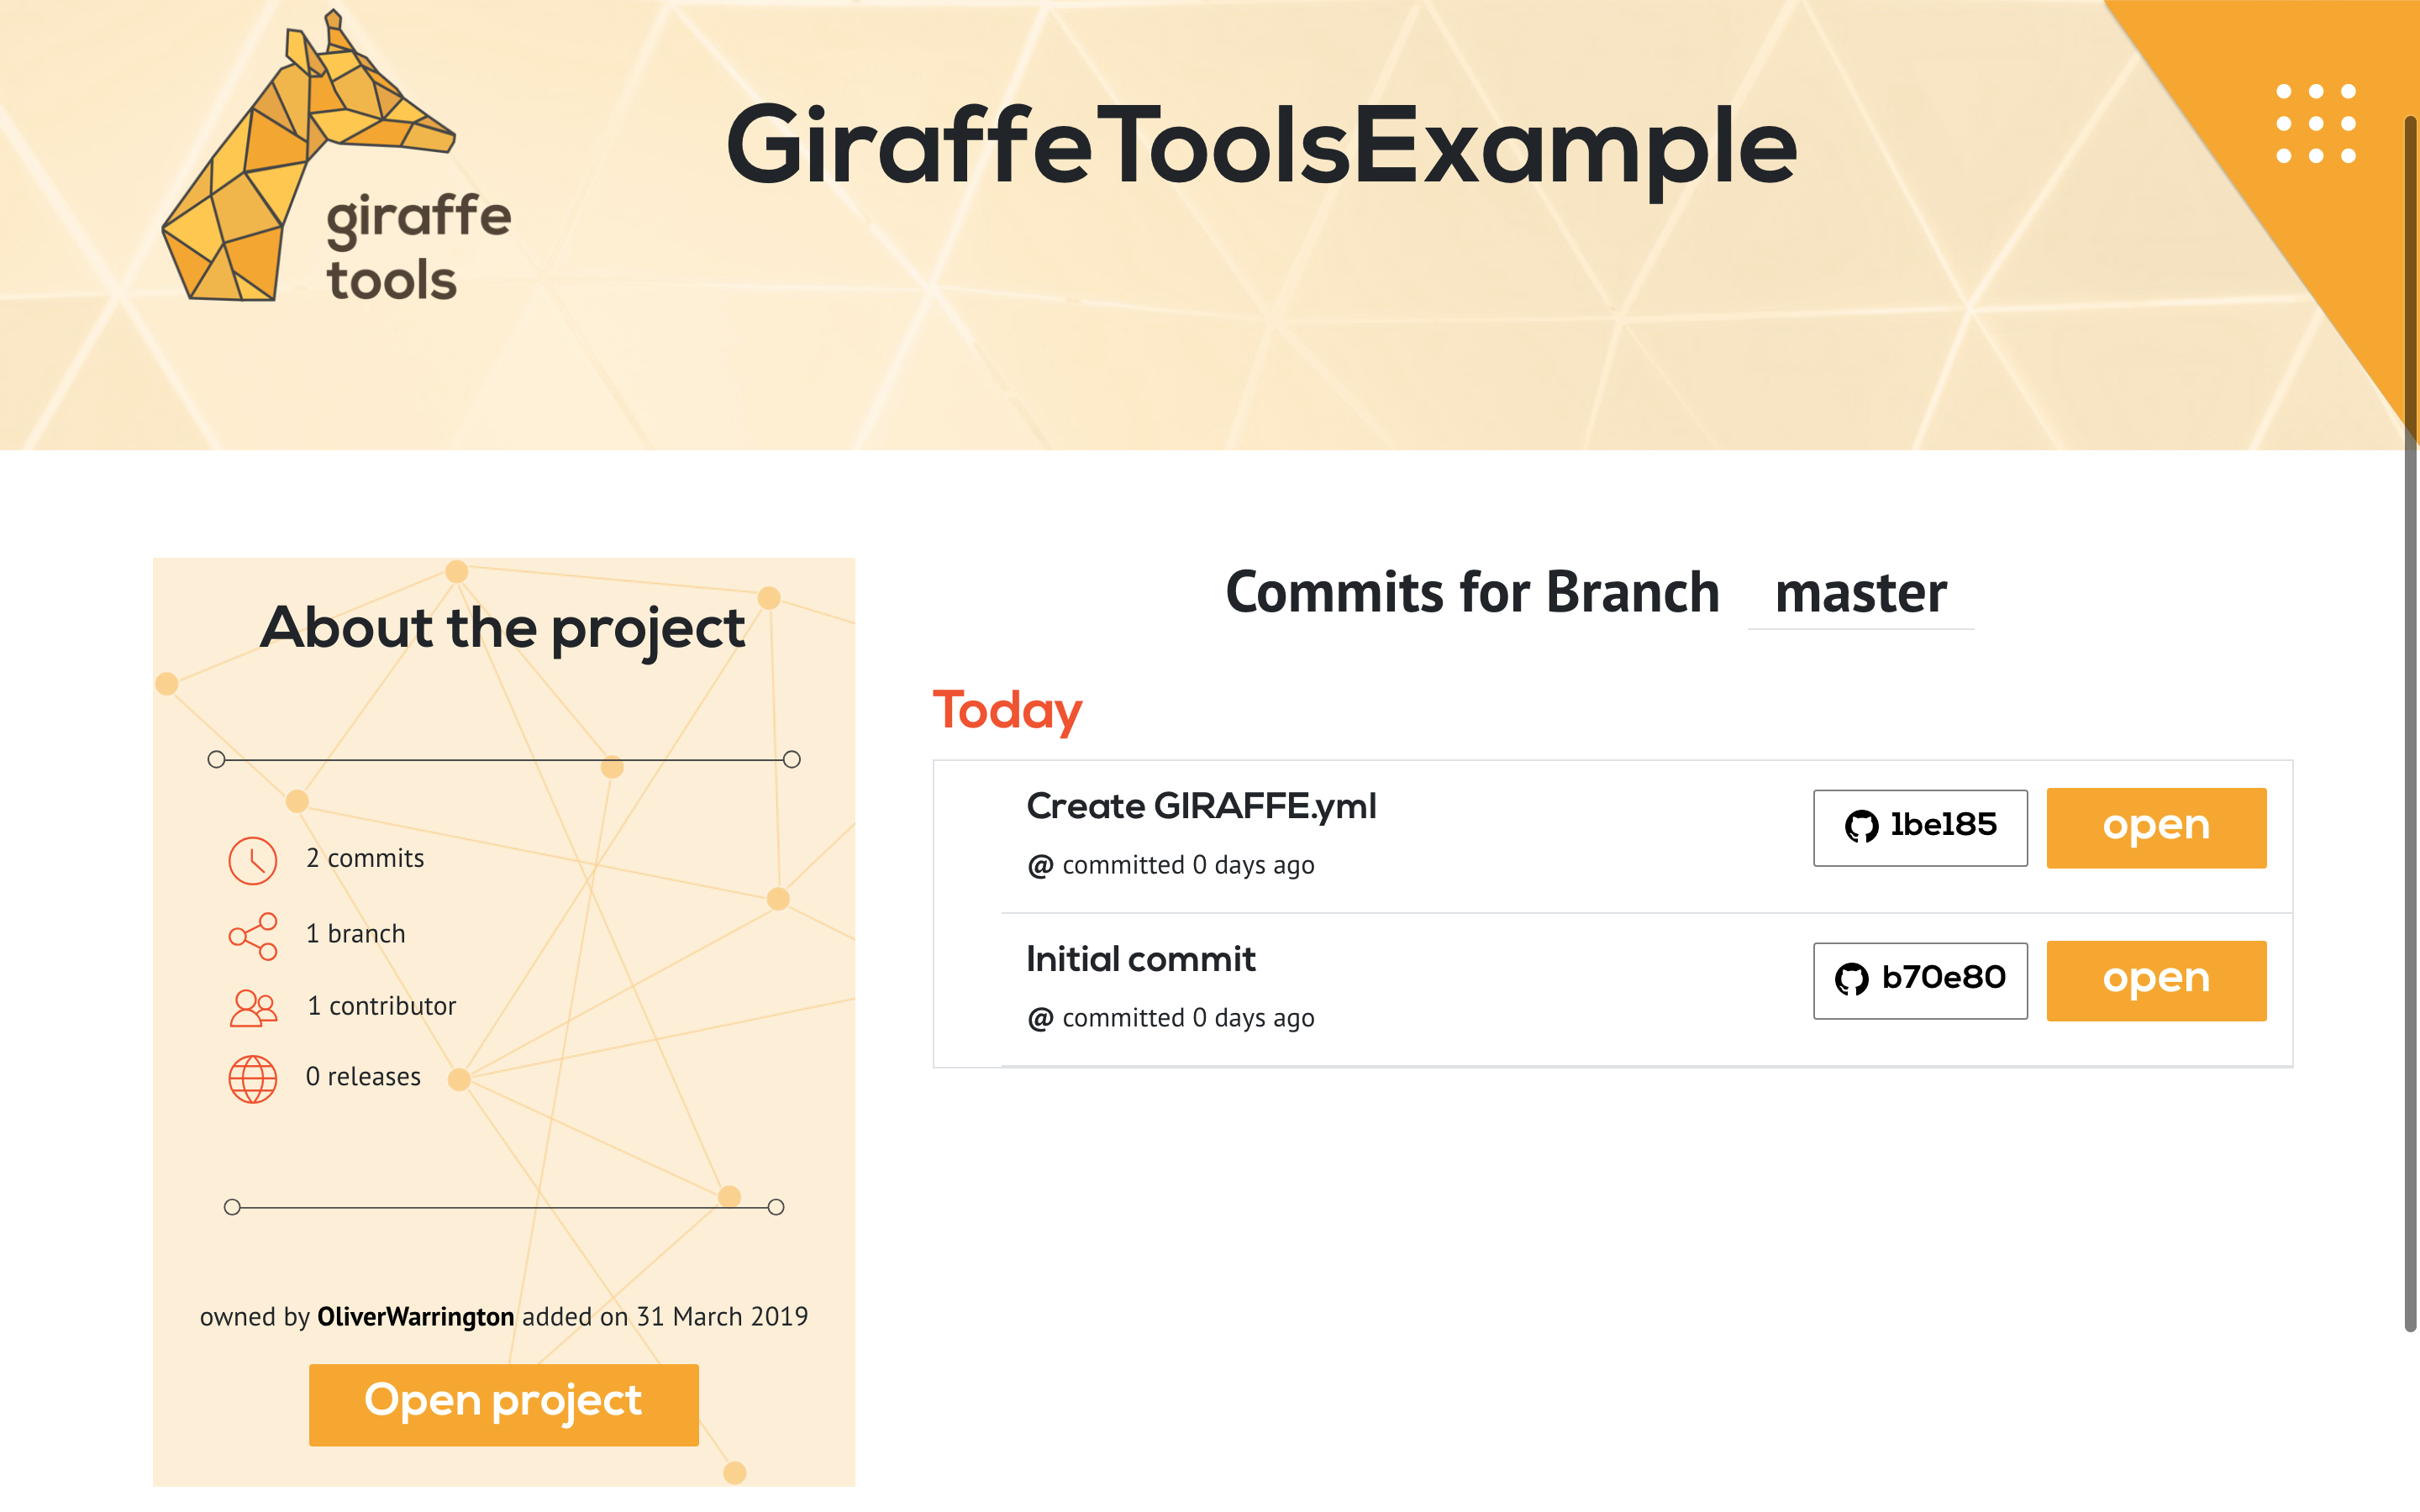 giraffe
tools
GiraffeToolsExample
About the project
2 commits
1 branch
1 contributor
0 releases
owned by OliverWarrington added on 31 March 2019
Open project
Commits for Branch master
Today
Create GIRAFFE.yml
@ committed 0 days ago
1be185
open
Initial commit
@ committed 0 days ago
b70e80
open